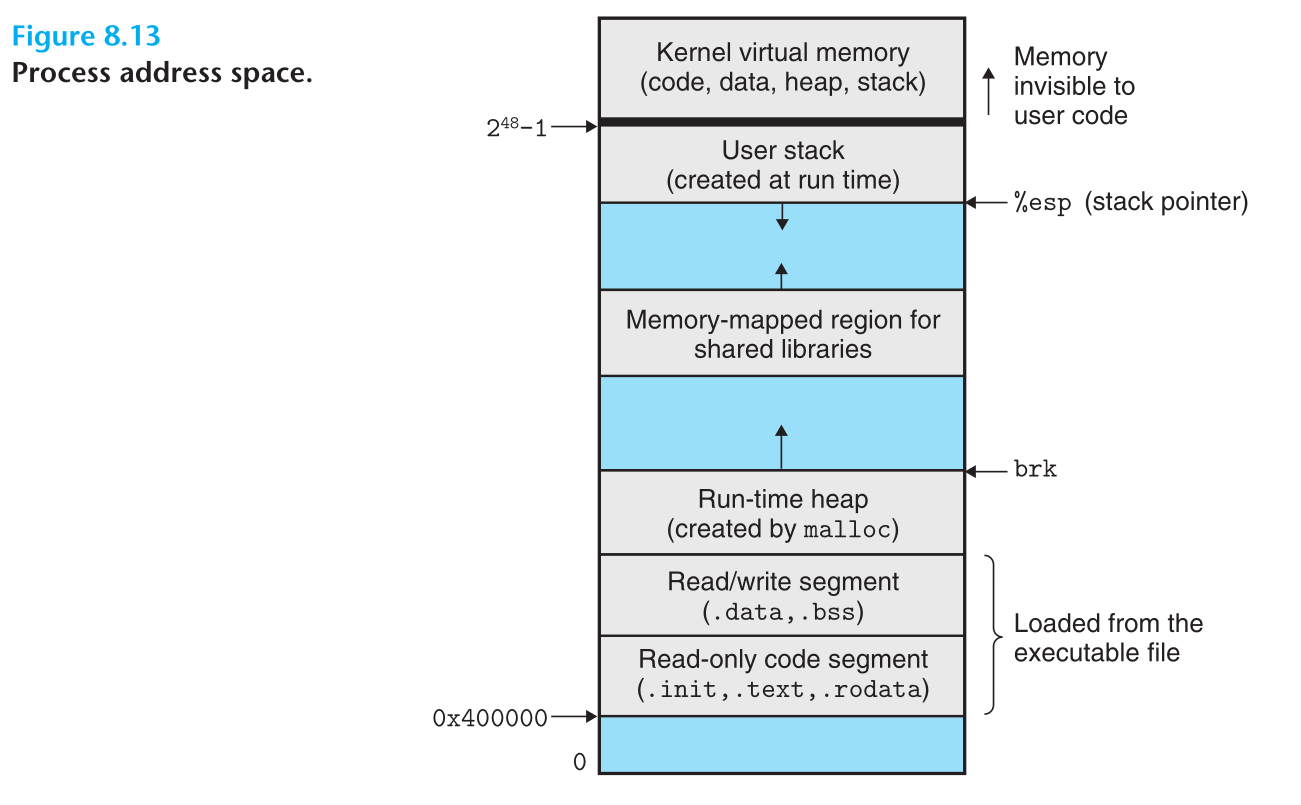 Figure 8.13
Process address space.
Kernel virtual memory
(code, data, heap, stack)
Memory
invisible to
user code
2⁴⁸–1
User stack
(created at run time)
%esp (stack pointer)
Memory-mapped region for
shared libraries
brk
Run-time heap
(created by malloc)
Read/write segment
(.data,.bss)
Loaded from the
executable file
Read-only code segment
(.init,.text,.rodata)
0x400000
0